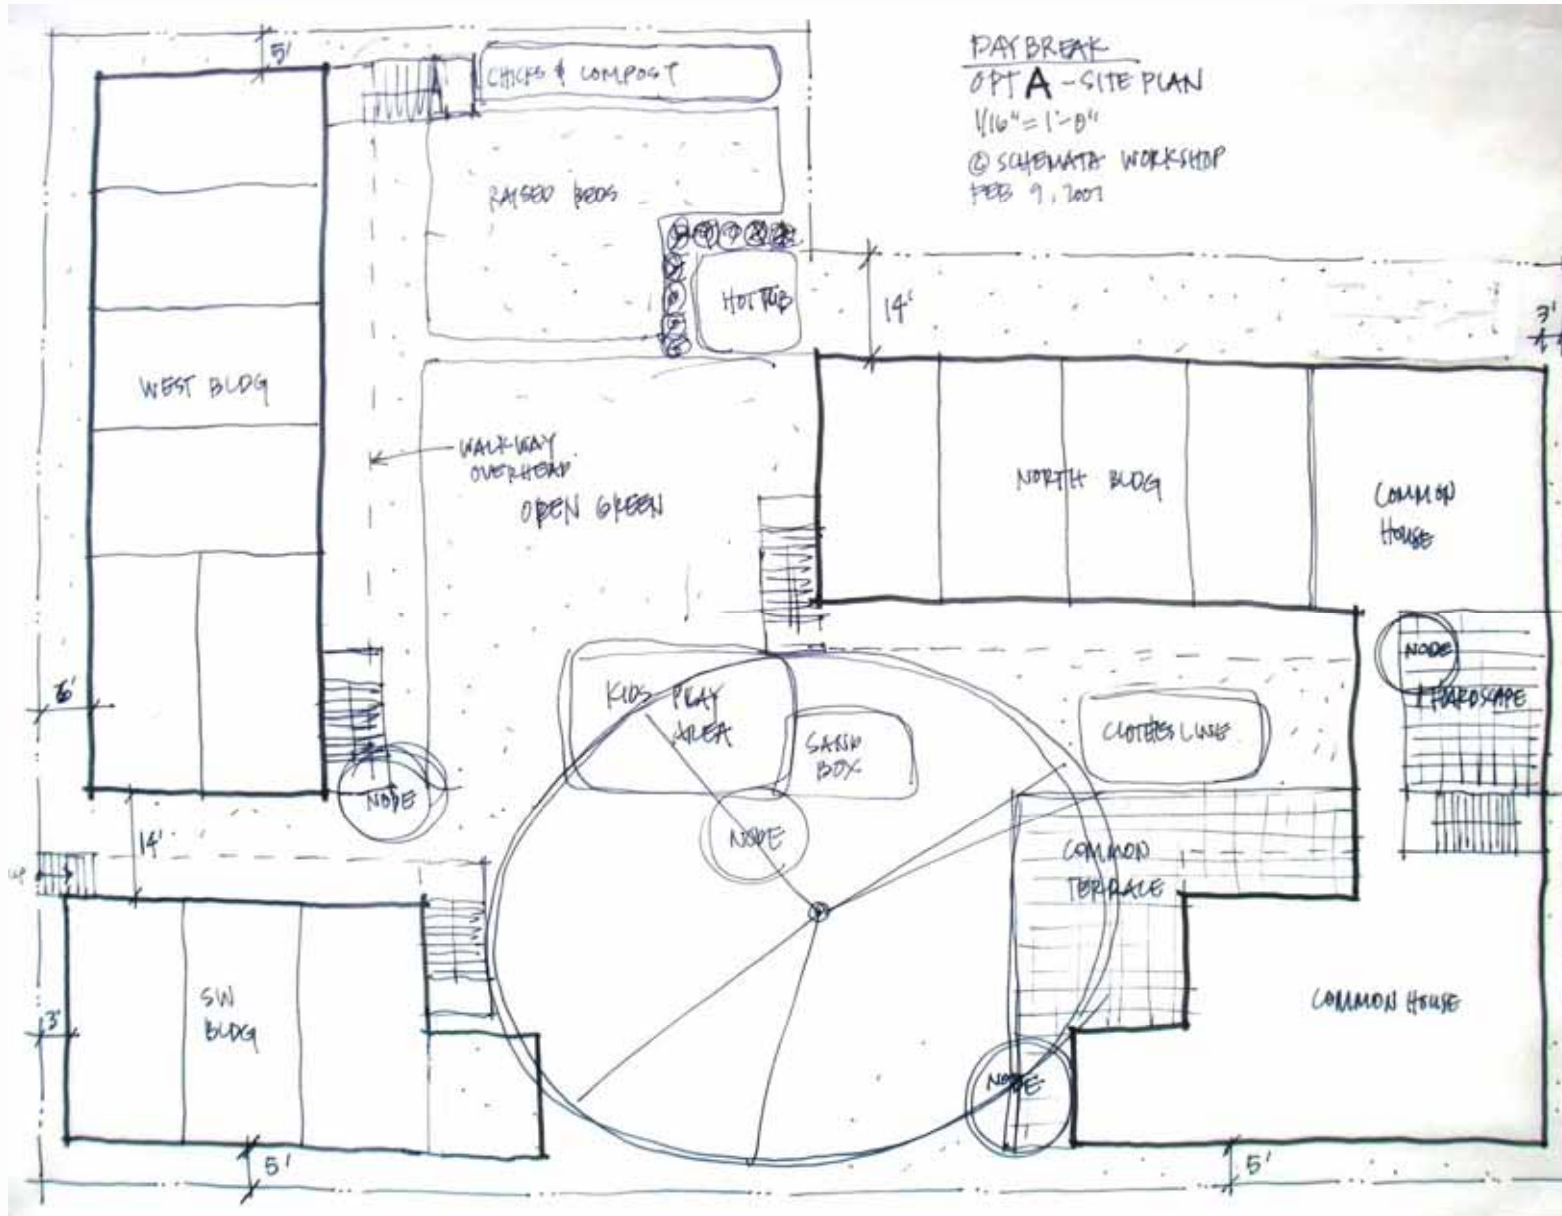 DAYBREAK
OPT A - SITE PLAN
1/16" = 1'-0"
© SCHEMATA WORKSHOP
FEB 9, 2007
5'
CHICKS & COMPOST
RAISED BEDS
HOT TUB
14'
3'
WEST BLDG
WALKWAY
OVERHEAD
OPEN GREEN
NORTH BLDG
COMMON
HOUSE
NODE
HARDSCAPE
KIDS PLAY
AREA
SAND
BOX
CLOTHES LINE
NODE
NODE
14'
COMMON
TERRACE
SW
BLDG
3'
COMMON HOUSE
NODE
5'
5'